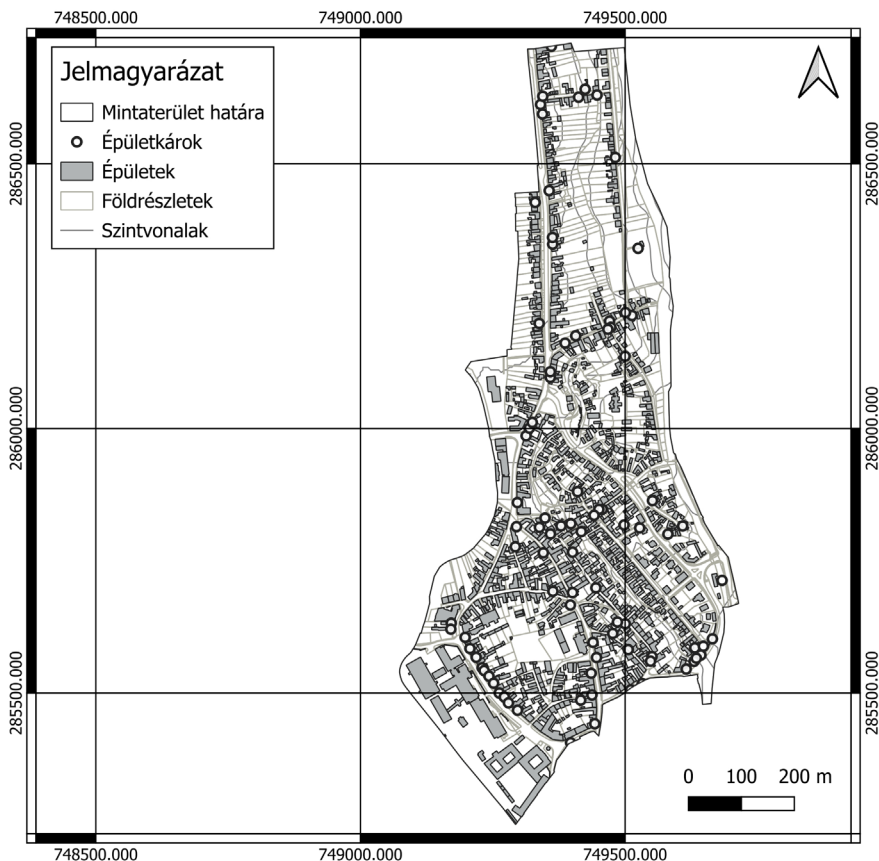 748500.000 749000.000 749500.000
Jelmagyarázat
Mintaterület határa
Épületkárok
Épületek
Földrészletek
Szintvonalak
286500.000 286500.000
286000.000 286000.000
285500.000 285500.000
0 100 200 m
748500.000 749000.000 749500.000